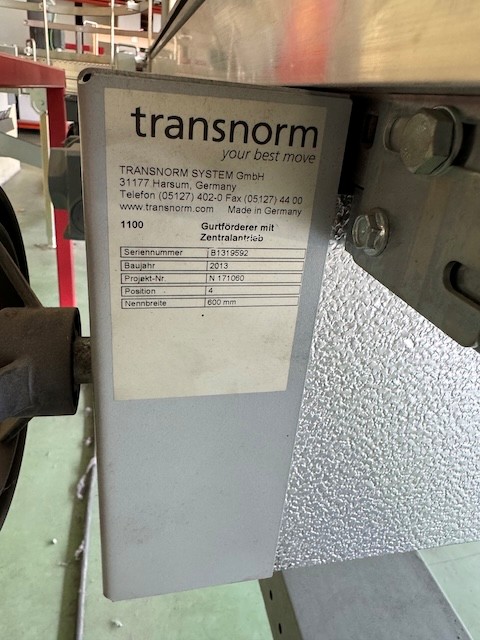 transnorm
your best move
TRANSNORM SYSTEM GmbH
31177 Harsum, Germany
Telefon (05127) 402-0 Fax (05127) 44 00
www.transnorm.com Made in Germany
1100 Gurtförderer mit
Zentralantrieb
Seriennummer B1319592
Baujahr 2013
Projekt-Nr. N 171060
Position 4
Nennbreite 600 mm